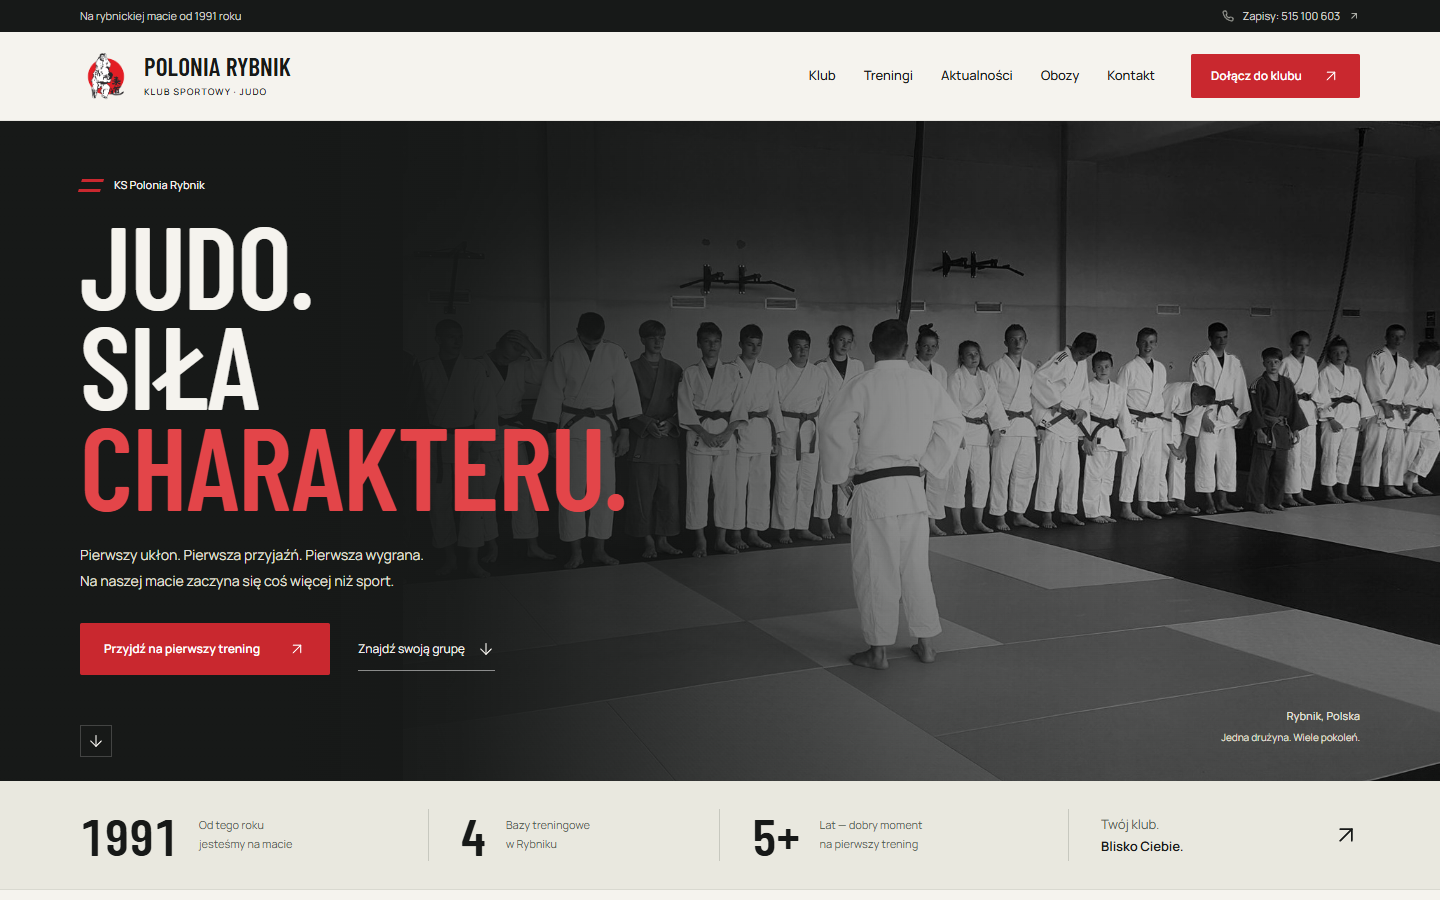 Na rybnickiej macie od 1991 roku
Zapisy: 515 100 603
POLONIA RYBNIK
KLUB SPORTOWY · JUDO
Klub
Treningi
Aktualności
Obozy
Kontakt
Dołącz do klubu
KS Polonia Rybnik
JUDO.
SIŁA
CHARAKTERU.
Pierwszy ukłon. Pierwsza przyjaźń. Pierwsza wygrana.
Na naszej macie zaczyna się coś więcej niż sport.
Przyjdź na pierwszy trening
Znajdź swoją grupę
Rybnik, Polska
Jedna drużyna. Wiele pokoleń.
1991
Od tego roku
jesteśmy na macie
4
Bazy treningowe
w Rybniku
5+
Lat — dobry moment
na pierwszy trening
Twój klub.
Blisko Ciebie.